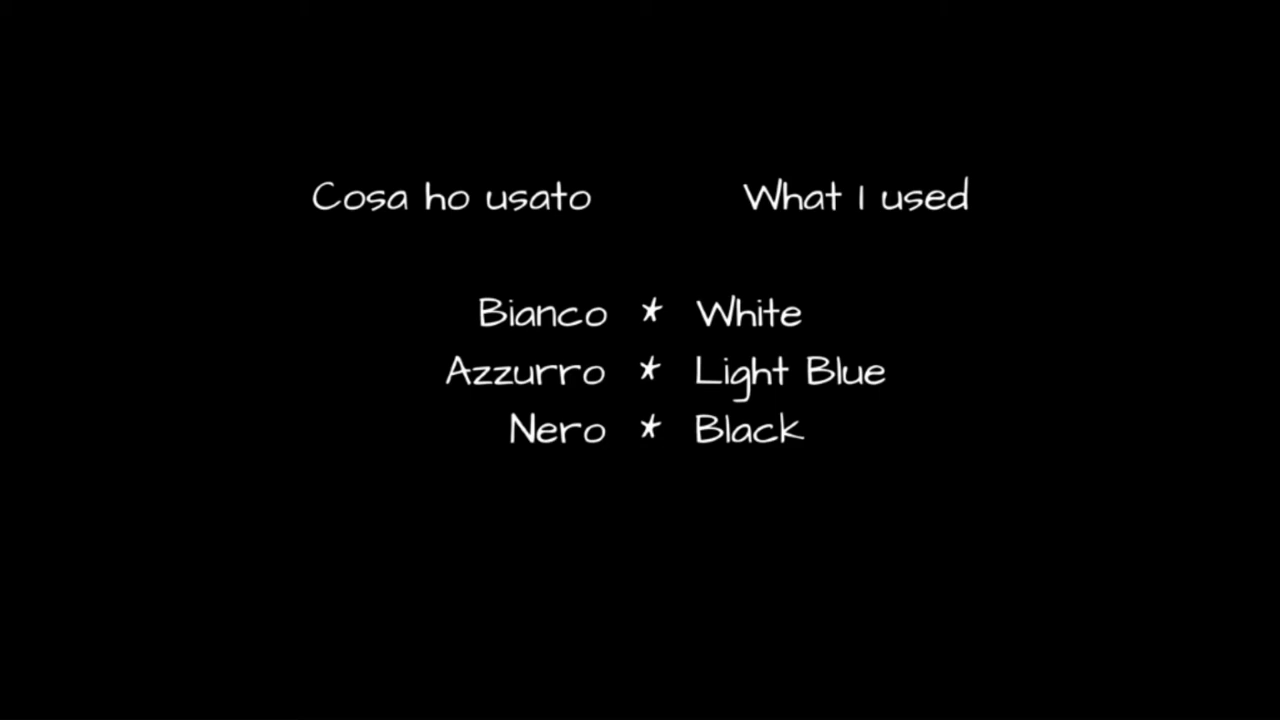 Cosa ho usato What I used
Bianco * White
Azzurro * Light Blue
Nero * Black